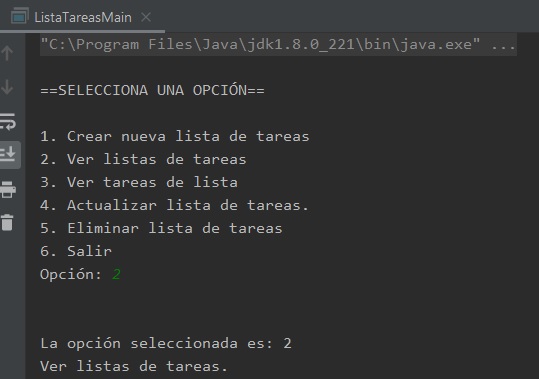 ListaTareasMain
"C:\Program Files\Java\jdk1.8.0_221\bin\java.exe" ...
==SELECCIONA UNA OPCIÓN==
1. Crear nueva lista de tareas
2. Ver listas de tareas
3. Ver tareas de lista
4. Actualizar lista de tareas.
5. Eliminar lista de tareas
6. Salir
Opción: 2
La opción seleccionada es: 2
Ver listas de tareas.